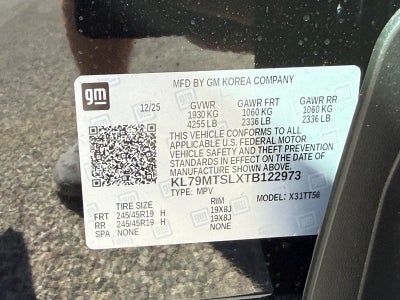 gm
MFD BY GM KOREA COMPANY
12/25 GVWR GAWR FRT GAWR RR
1930 KG 1060 KG 1060 KG
4255 LB 2336 LB 2336 LB
THIS VEHICLE CONFORMS TO ALL
APPLICABLE U.S. FEDERAL MOTOR
VEHICLE SAFETY AND THEFT PREVENTION
STANDARDS IN EFFECT ON THE DATE OF
MANUFACTURE SHOWN ABOVE.
KL79MTSLXTB122973
TYPE: MPV MODEL: X31TT56
TIRE SIZE RIM
FRT 245/45R19 H 19X8J
RR 245/45R19 H 19X8J
SPA NONE NONE